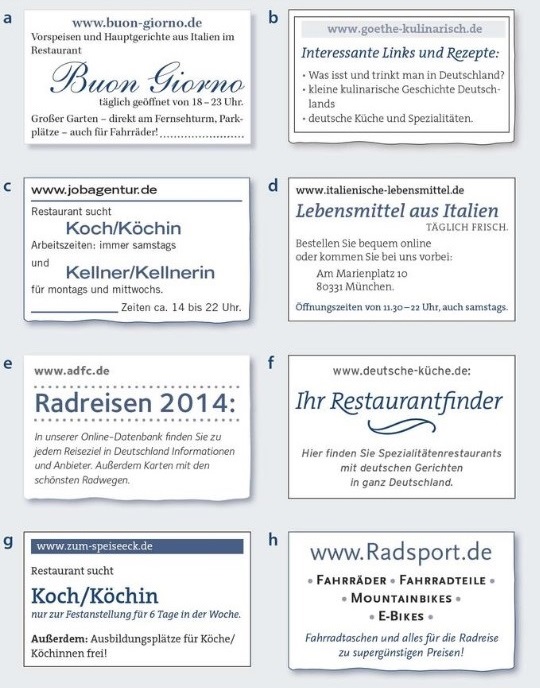 a
www.buon-giorno.de
Vorspeisen und Hauptgerichte aus Italien im
Restaurant
Buon Giorno
täglich geöffnet von 18 – 23 Uhr.
Großer Garten – direkt am Fernsehturm, Park-
plätze – auch für Fahrräder!
b
www.goethe-kulinarisch.de
Interessante Links und Rezepte:
• Was isst und trinkt man in Deutschland?
• kleine kulinarische Geschichte Deutsch-
lands
• deutsche Küche und Spezialitäten.
c
www.jobagentur.de
Restaurant sucht
Koch/Köchin
Arbeitszeiten: immer samstags
und
Kellner/Kellnerin
für montags und mittwochs.
Zeiten ca. 14 bis 22 Uhr.
d
www.italienische-lebensmittel.de
Lebensmittel aus Italien
TÄGLICH FRISCH.
Bestellen Sie bequem online
oder kommen Sie bei uns vorbei:
Am Marienplatz 10
80331 München.
Öffnungszeiten von 11.30 – 22 Uhr, auch samstags.
e
www.adfc.de
Radreisen 2014:
In unserer Online-Datenbank finden Sie zu
jedem Reiseziel in Deutschland Informationen
und Anbieter. Außerdem Karten mit den
schönsten Radwegen.
f
www.deutsche-küche.de:
Ihr Restaurantfinder
Hier finden Sie Spezialitätenrestaurants
mit deutschen Gerichten
in ganz Deutschland.
g
www.zum-speiseeck.de
Restaurant sucht
Koch/Köchin
nur zur Festanstellung für 6 Tage in der Woche.
Außerdem: Ausbildungsplätze für Köche/
Köchinnen frei!
h
www.Radsport.de
• FAHRRÄDER • FAHRRADTEILE •
• MOUNTAINBIKES •
• E-BIKES •
Fahrradtaschen und alles für die Radreise
zu supergünstigen Preisen!